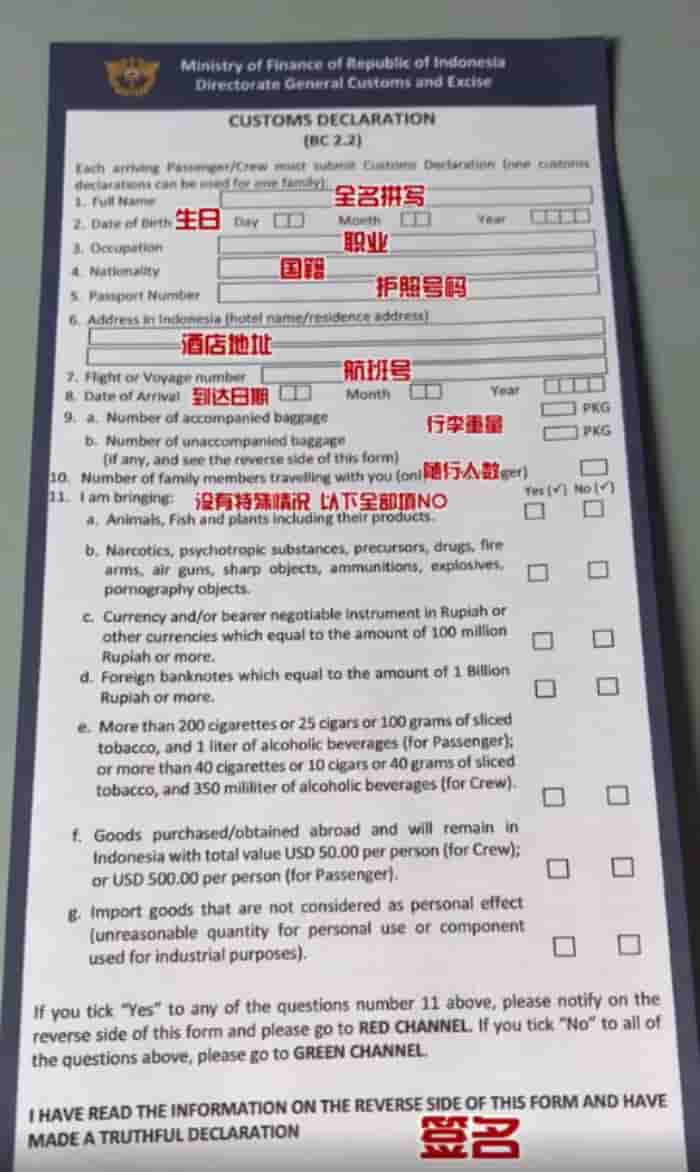 Ministry of Finance of Republic of Indonesia
Directorate General Customs and Excise
CUSTOMS DECLARATION
(BC 2.2)
Each arriving Passenger/Crew must submit Customs Declaration (one customs
declarations can be used for one family):
1. Full Name 全名拼写
2. Date of Birth 生日 Day Month Year
3. Occupation 职业
4. Nationality 国籍
5. Passport Number 护照号码
6. Address in Indonesia (hotel name/residence address)
酒店地址
7. Flight or Voyage number 航班号
8. Date of Arrival 到达日期 Month Year
9. a. Number of accompanied baggage PKG
行李重量
b. Number of unaccompanied baggage PKG
(if any, and see the reverse side of this form)
10. Number of family members travelling with you (onl 随行人数 ger)
11. I am bringing: 没有特殊情况 以下全部填NO Yes (✓) No (✓)
a. Animals, Fish and plants including their products.
b. Narcotics, psychotropic substances, precursors, drugs, fire
arms, air guns, sharp objects, ammunitions, explosives,
pornography objects.
c. Currency and/or bearer negotiable instrument in Rupiah or
other currencies which equal to the amount of 100 million
Rupiah or more.
d. Foreign banknotes which equal to the amount of 1 Billion
Rupiah or more.
e. More than 200 cigarettes or 25 cigars or 100 grams of sliced
tobacco, and 1 liter of alcoholic beverages (for Passenger);
or more than 40 cigarettes or 10 cigars or 40 grams of sliced
tobacco, and 350 mililiter of alcoholic beverages (for Crew).
f. Goods purchased/obtained abroad and will remain in
Indonesia with total value USD 50.00 per person (for Crew);
or USD 500.00 per person (for Passenger).
g. Import goods that are not considered as personal effect
(unreasonable quantity for personal use or component
used for industrial purposes).
If you tick "Yes" to any of the questions number 11 above, please notify on the
reverse side of this form and please go to RED CHANNEL. If you tick "No" to all of
the questions above, please go to GREEN CHANNEL.
I HAVE READ THE INFORMATION ON THE REVERSE SIDE OF THIS FORM AND HAVE
MADE A TRUTHFUL DECLARATION
签名